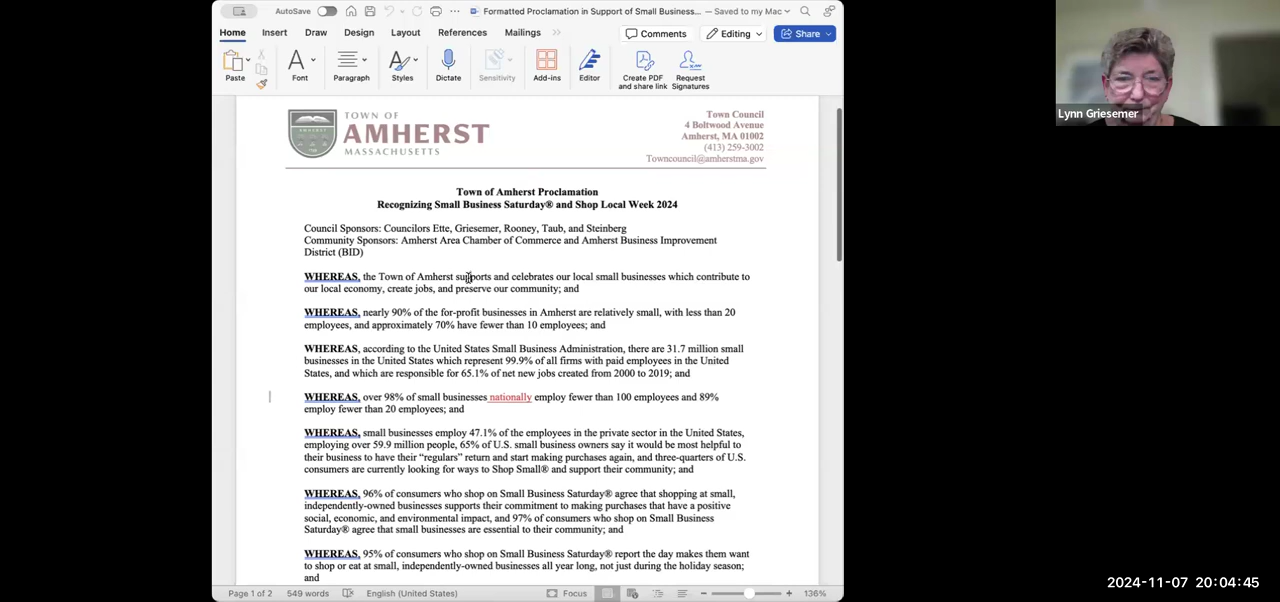 AutoSave
Formatted Proclamation in Support of Small Business... — Saved to my Mac
Home
Insert
Draw
Design
Layout
References
Mailings
Comments
Editing
Share
Paste
Font
Paragraph
Styles
Dictate
Sensitivity
Add-ins
Editor
Create PDF
and share link
Request
Signatures
TOWN OF
AMHERST
MASSACHUSETTS
Town Council
4 Boltwood Avenue
Amherst, MA 01002
(413) 259-3002
Towncouncil@amherstma.gov
Town of Amherst Proclamation
Recognizing Small Business Saturday® and Shop Local Week 2024
Council Sponsors: Councilors Ette, Griesemer, Rooney, Taub, and Steinberg
Community Sponsors: Amherst Area Chamber of Commerce and Amherst Business Improvement
District (BID)
WHEREAS, the Town of Amherst supports and celebrates our local small businesses which contribute to
our local economy, create jobs, and preserve our community; and
WHEREAS, nearly 90% of the for-profit businesses in Amherst are relatively small, with less than 20
employees, and approximately 70% have fewer than 10 employees; and
WHEREAS, according to the United States Small Business Administration, there are 31.7 million small
businesses in the United States which represent 99.9% of all firms with paid employees in the United
States, and which are responsible for 65.1% of net new jobs created from 2000 to 2019; and
WHEREAS, over 98% of small businesses nationally employ fewer than 100 employees and 89%
employ fewer than 20 employees; and
WHEREAS, small businesses employ 47.1% of the employees in the private sector in the United States,
employing over 59.9 million people, 65% of U.S. small business owners say it would be most helpful to
their business to have their “regulars” return and start making purchases again, and three-quarters of U.S.
consumers are currently looking for ways to Shop Small® and support their community; and
WHEREAS, 96% of consumers who shop on Small Business Saturday® agree that shopping at small,
independently-owned businesses supports their commitment to making purchases that have a positive
social, economic, and environmental impact, and 97% of consumers who shop on Small Business
Saturday® agree that small businesses are essential to their community; and
WHEREAS, 95% of consumers who shop on Small Business Saturday® report the day makes them want
to shop or eat at small, independently-owned businesses all year long, not just during the holiday season;
and
Page 1 of 2
549 words
English (United States)
Focus
136%
Lynn Griesemer
2024-11-07 20:04:45